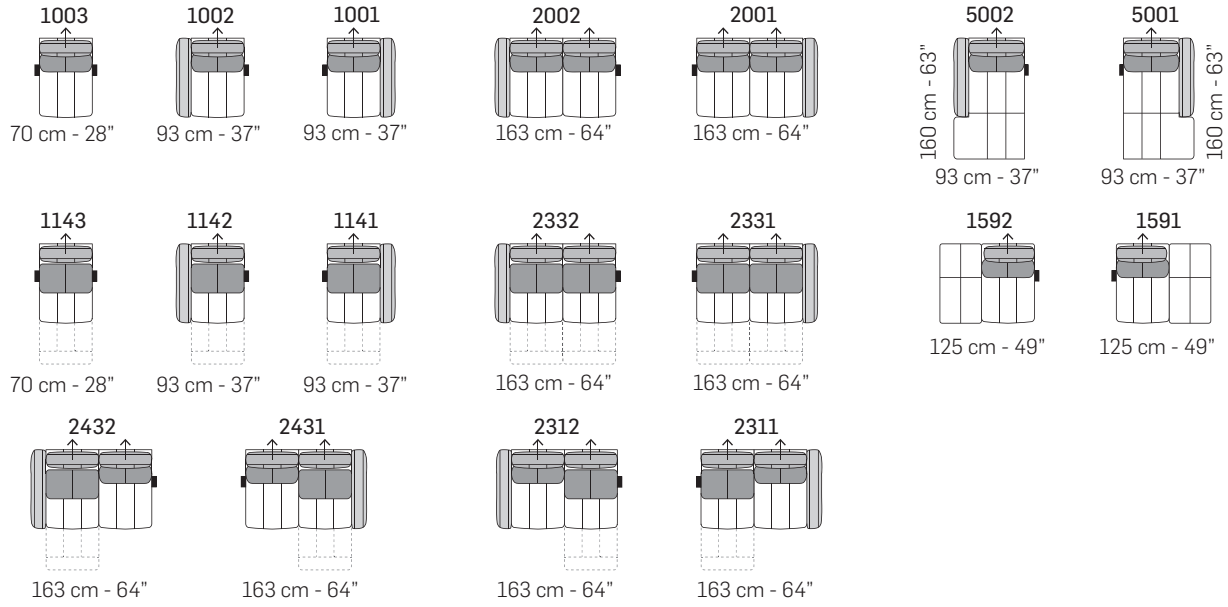 1003 1002 1001 2002 2001 5002 5001
160 cm - 63”
160 cm - 63”
70 cm - 28” 93 cm - 37” 93 cm - 37” 163 cm - 64” 163 cm - 64”
93 cm - 37” 93 cm - 37”
1143 1142 1141 2332 2331 1592 1591
125 cm - 49” 125 cm - 49”
70 cm - 28” 93 cm - 37” 93 cm - 37” 163 cm - 64” 163 cm - 64”
2432 2431 2312 2311
163 cm - 64” 163 cm - 64” 163 cm - 64” 163 cm - 64”